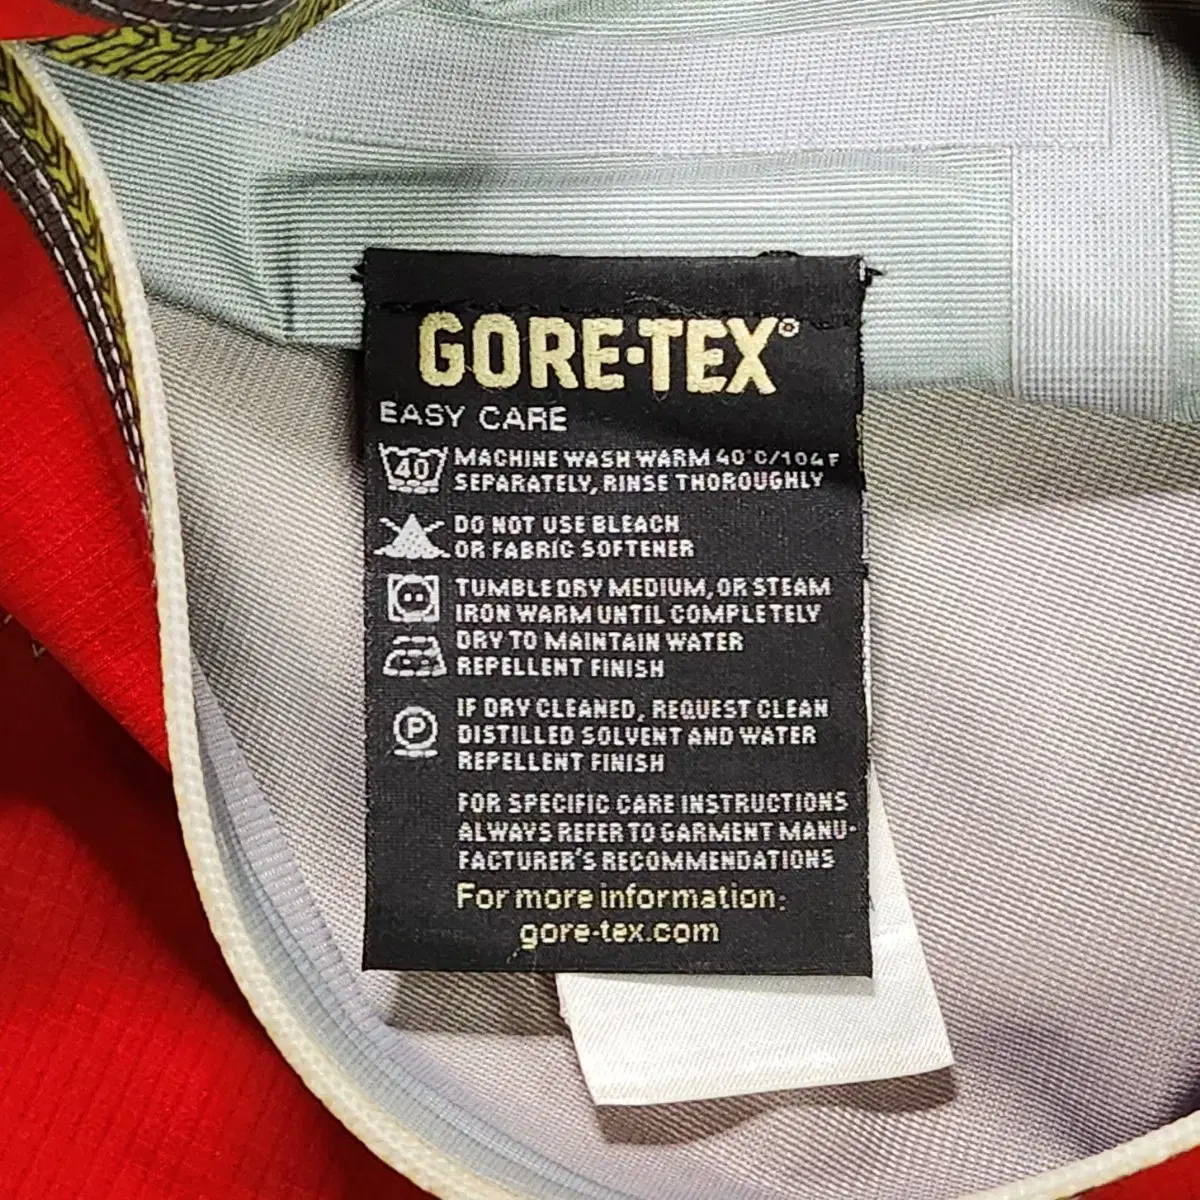 GORE-TEX®
EASY CARE
40
MACHINE WASH WARM 40°C/104F
SEPARATELY, RINSE THOROUGHLY
DO NOT USE BLEACH
OR FABRIC SOFTENER
TUMBLE DRY MEDIUM, OR STEAM
IRON WARM UNTIL COMPLETELY
DRY TO MAINTAIN WATER
REPELLENT FINISH
P
IF DRY CLEANED, REQUEST CLEAN
DISTILLED SOLVENT AND WATER
REPELLENT FINISH
FOR SPECIFIC CARE INSTRUCTIONS
ALWAYS REFER TO GARMENT MANU-
FACTURER'S RECOMMENDATIONS
For more information:
gore-tex.com